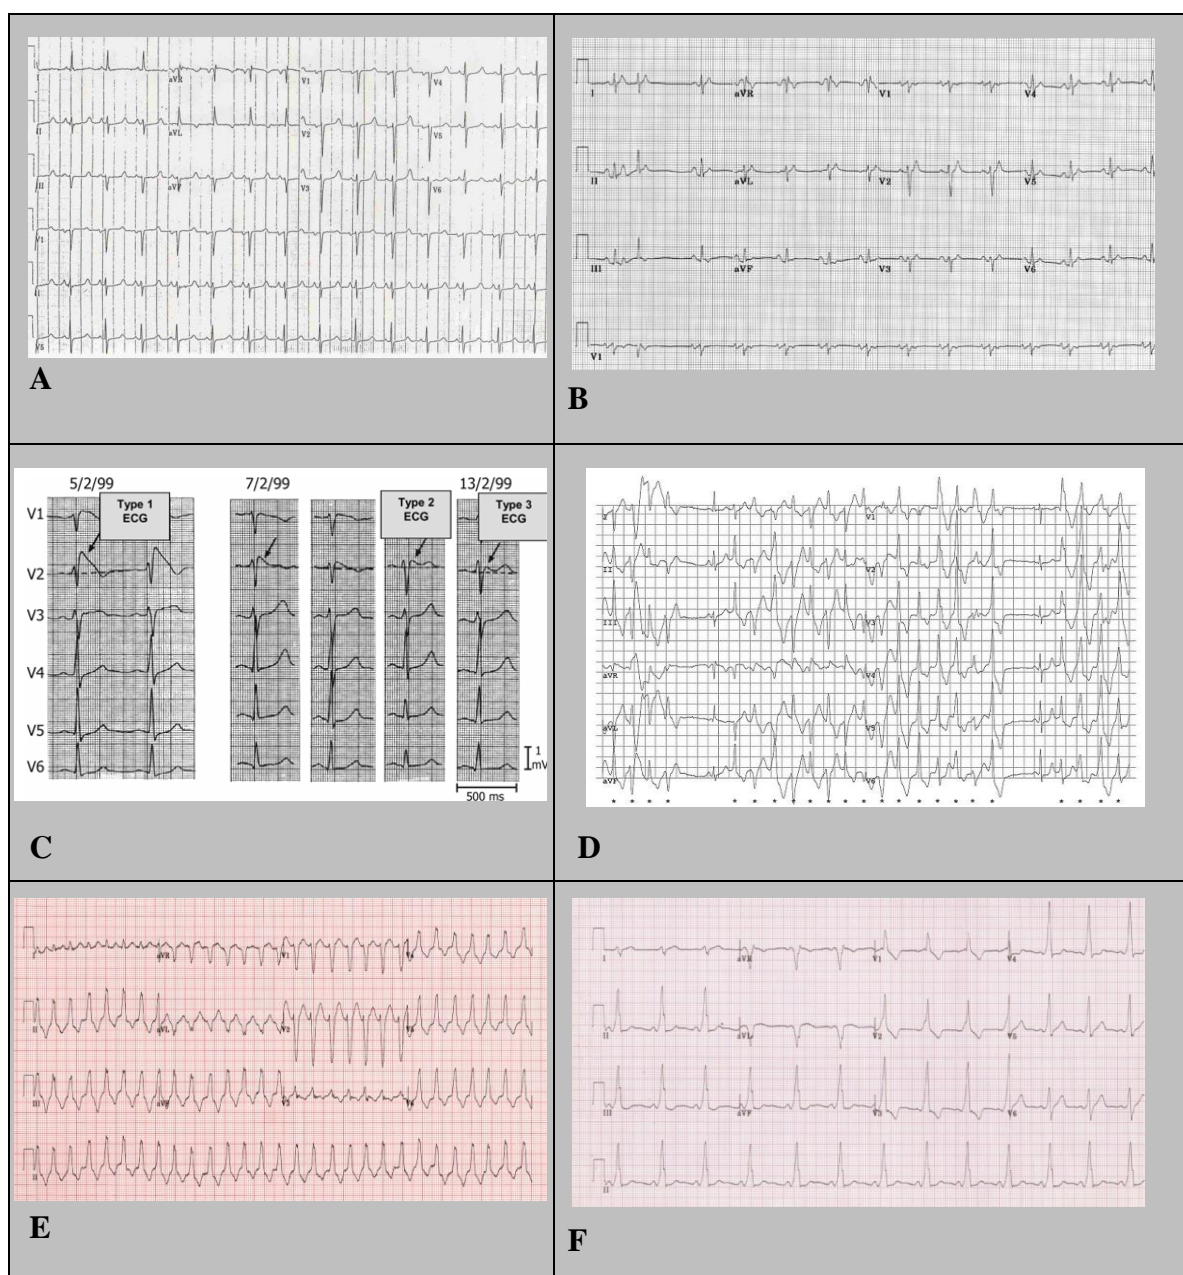 I aVR V1 V4
II aVL V2 V5
III aVF V3 V6
V1
II
V5
A
I aVR V1 V4
II aVL V2 V5
III aVF V3 V6
V1
B
5/2/99 7/2/99 13/2/99
Type 1 ECG
Type 2 ECG
Type 3 ECG
V1
V2
V3
V4
V5
V6
1 mV
500 ms
C
I V1
II V2
III V3
aVR V4
aVL V5
aVF V6
* * * * * * * * * * * * * * * * * * * * * *
D
aVR V1 V4
II aVL V2 V5
III aVF V3 V6
II
E
I aVR V1 V4
II aVL V2 V5
III aVF V3 V6
II
F